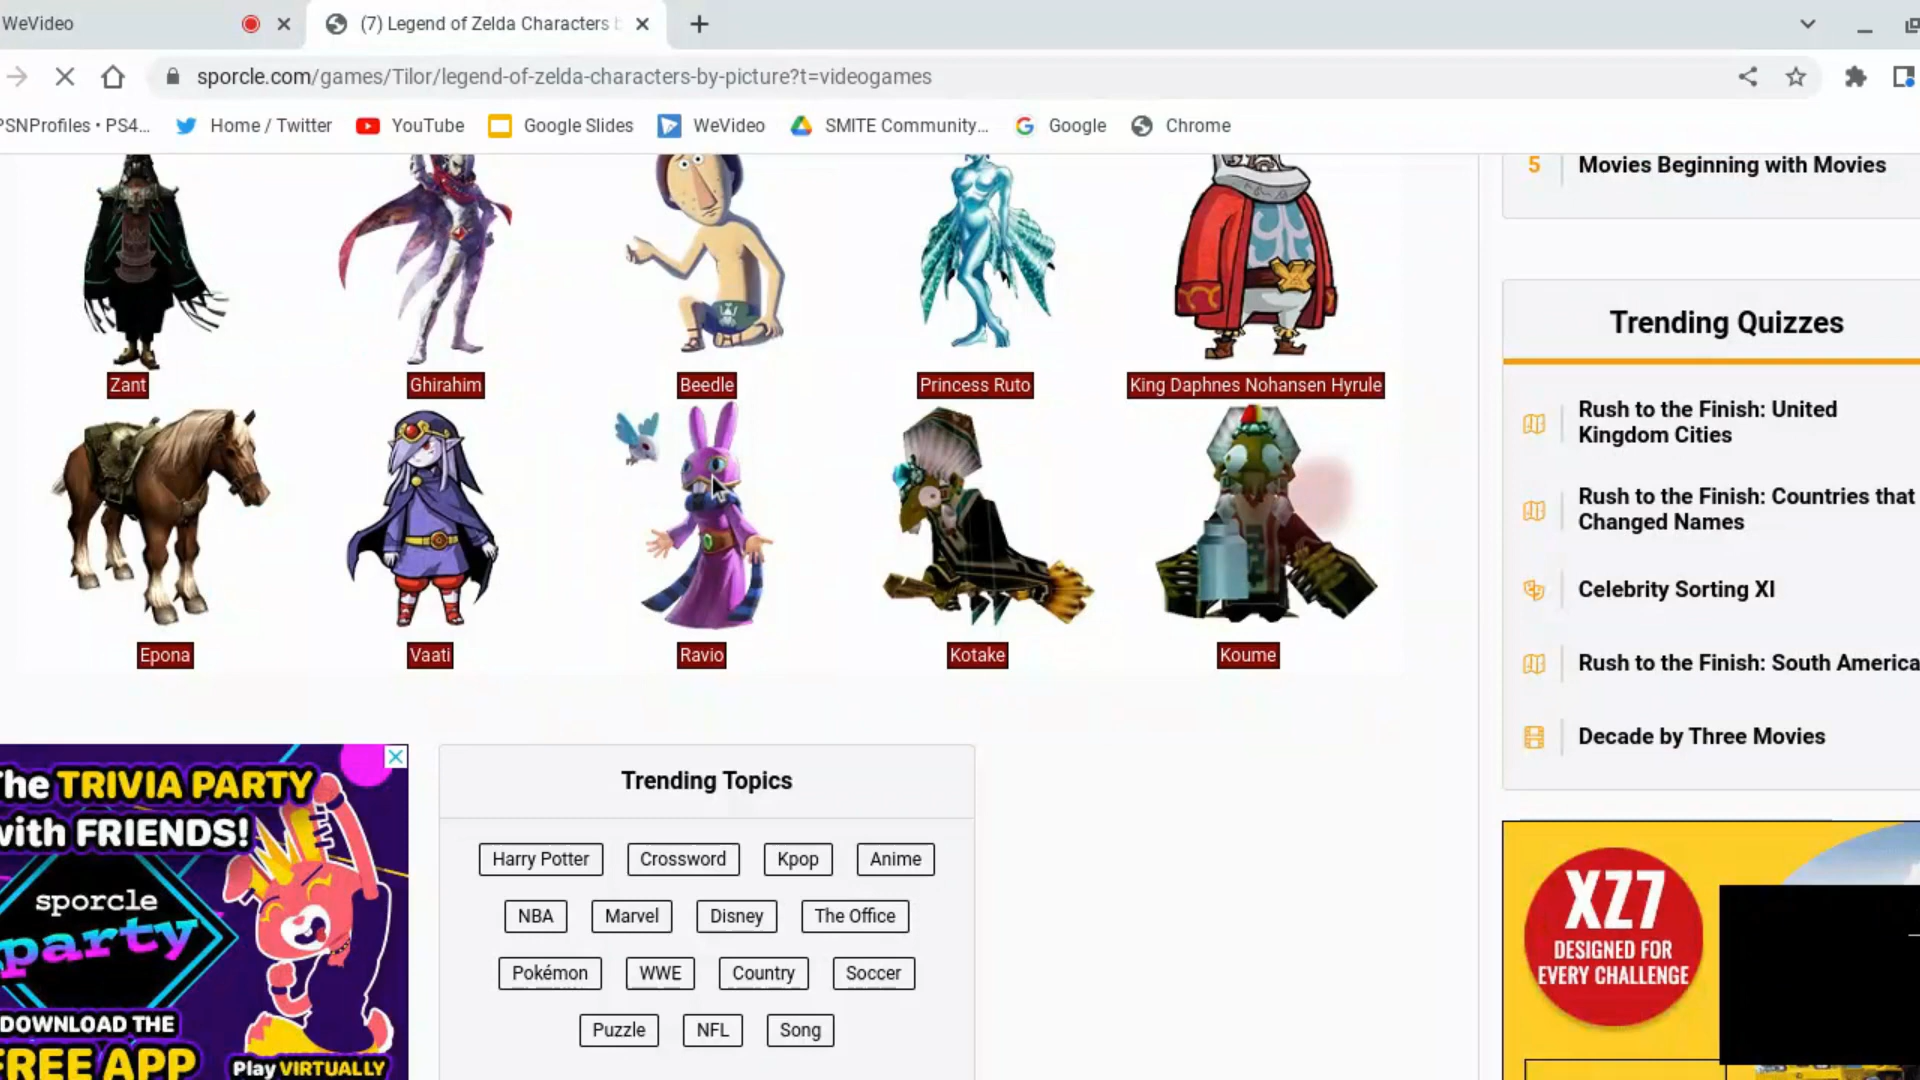 WeVideo
(7) Legend of Zelda Characters
sporcle.com/games/Tilor/legend-of-zelda-characters-by-picture?t=videogames
PSNProfiles • PS4...
Home / Twitter
YouTube
Google Slides
WeVideo
SMITE Community...
Google
Chrome
5
Movies Beginning with Movies
Zant
Ghirahim
Beedle
Princess Ruto
King Daphnes Nohansen Hyrule
Epona
Vaati
Ravio
Kotake
Koume
Trending Quizzes
Rush to the Finish: United
Kingdom Cities
Rush to the Finish: Countries that
Changed Names
Celebrity Sorting XI
Rush to the Finish: South America
Decade by Three Movies
The TRIVIA PARTY
with FRIENDS!
sporcle
party
DOWNLOAD THE
FREE APP
Play VIRTUALLY
Trending Topics
Harry Potter
Crossword
Kpop
Anime
NBA
Marvel
Disney
The Office
Pokémon
WWE
Country
Soccer
Puzzle
NFL
Song
XZ7
DESIGNED FOR
EVERY CHALLENGE